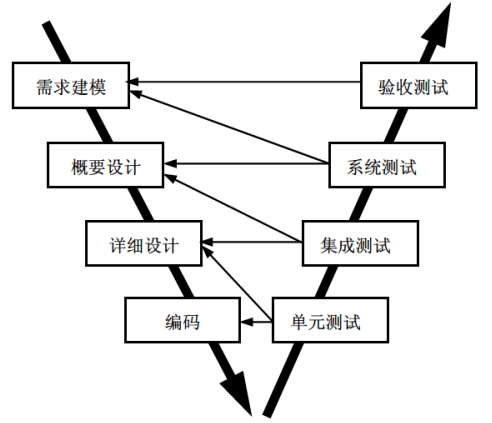 需求建模
验收测试
概要设计
系统测试
详细设计
集成测试
编码
单元测试